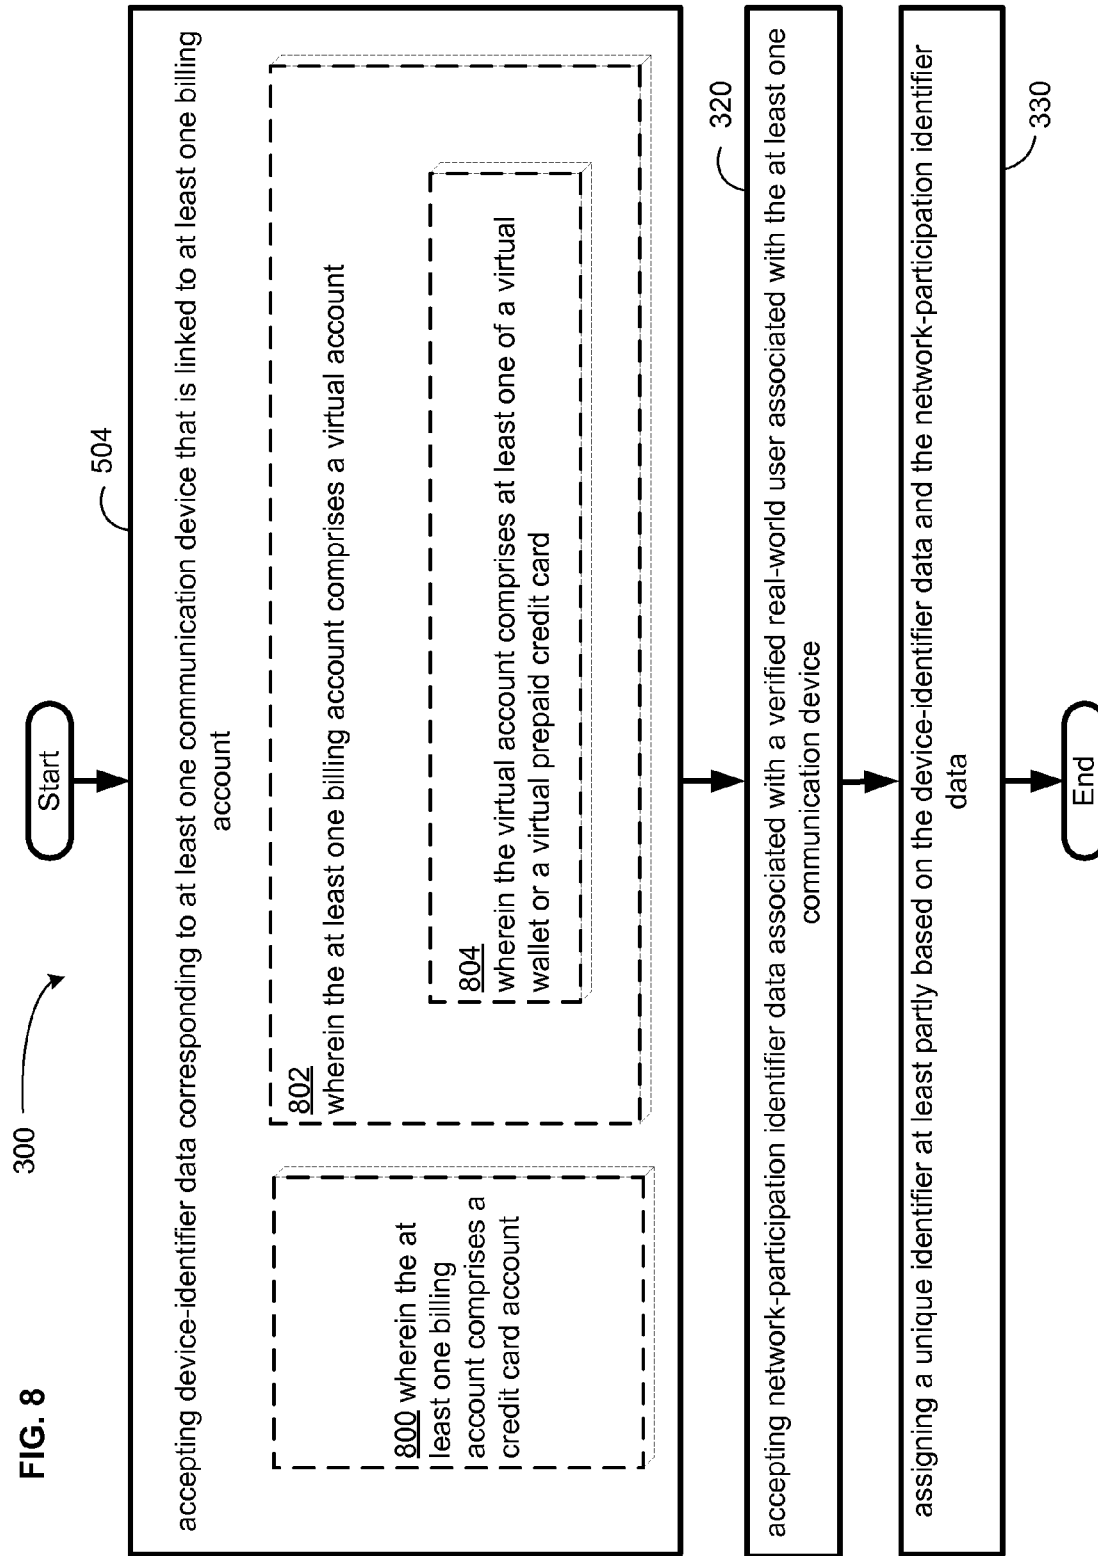 FIG. 8
300
Start
504
accepting device-identifier data corresponding to at least one communication device that is linked to at least one billing
account
800 wherein the at
least one billing
account comprises a
credit card account
802
wherein the at least one billing account comprises a virtual account
804
wherein the virtual account comprises at least one of a virtual
wallet or a virtual prepaid credit card
320
accepting network-participation identifier data associated with a verified real-world user associated with the at least one
communication device
330
assigning a unique identifier at least partly based on the device-identifier data and the network-participation identifier
data
End